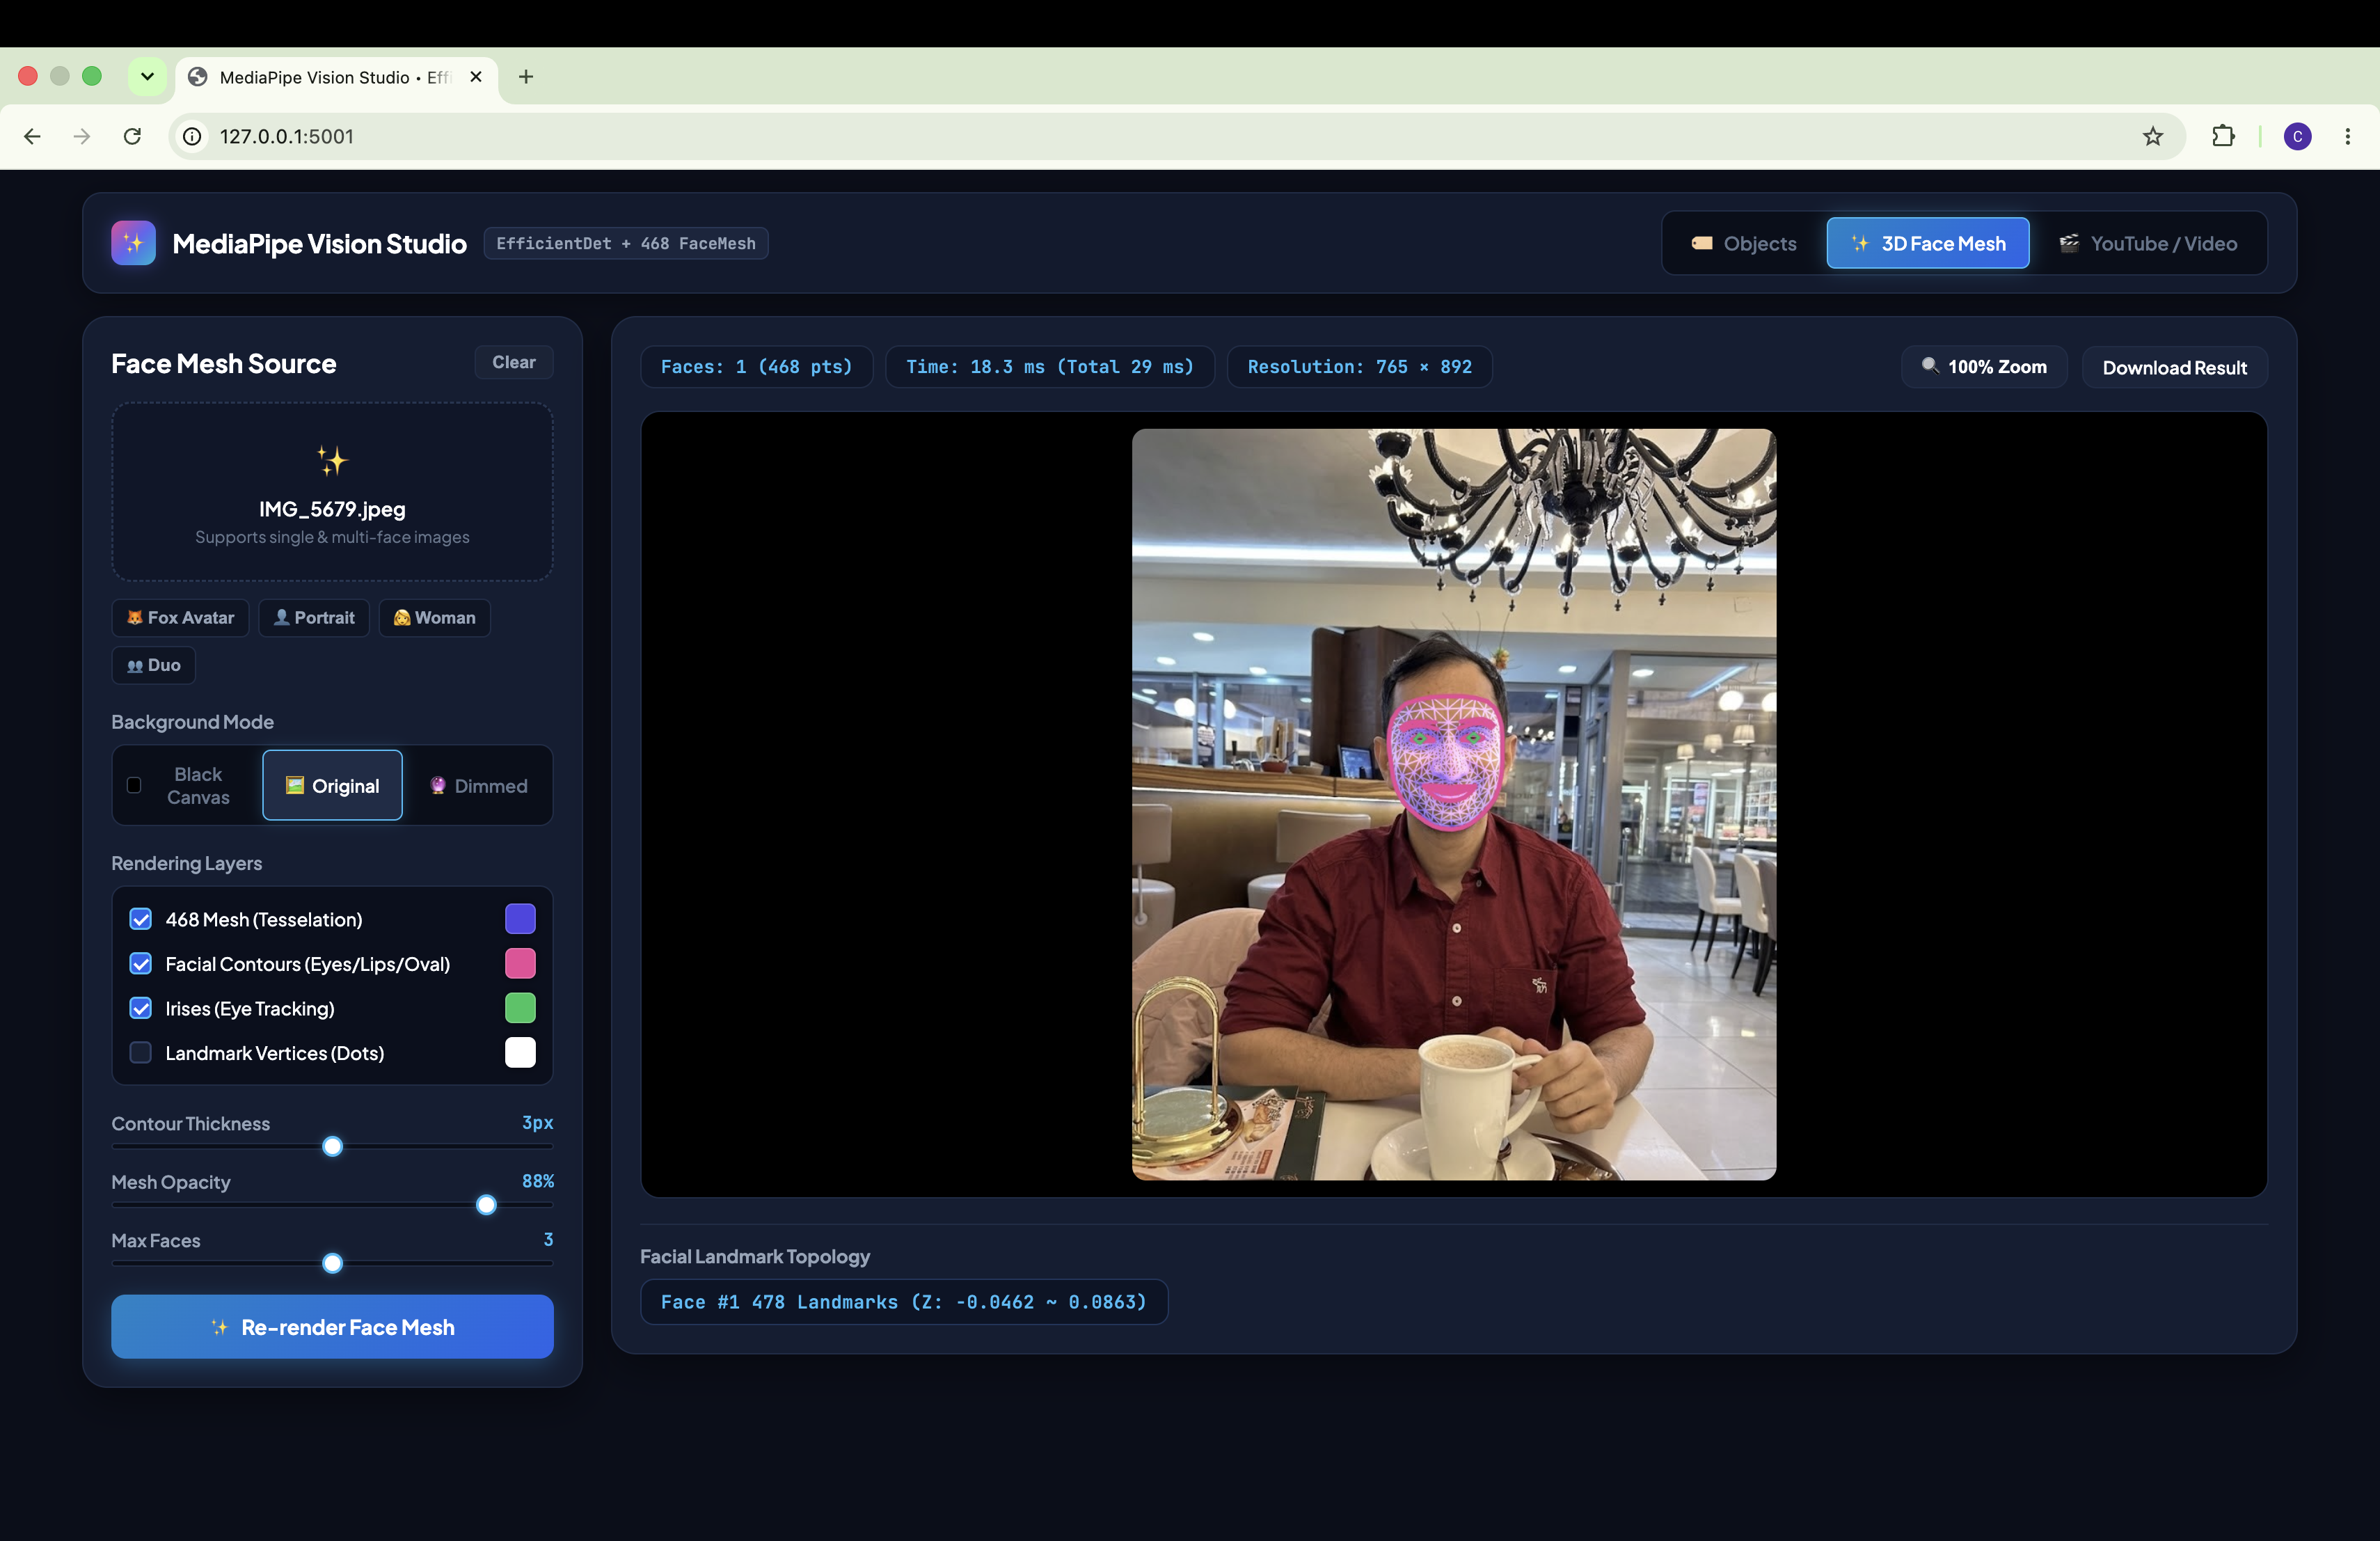 MediaPipe Vision Studio • Eff
127.0.0.1:5001
C
MediaPipe Vision Studio
EfficientDet + 468 FaceMesh
Objects
3D Face Mesh
YouTube / Video
Face Mesh Source
Clear
IMG_5679.jpeg
Supports single & multi-face images
Fox Avatar
Portrait
Woman
Duo
Background Mode
Black
Canvas
Original
Dimmed
Rendering Layers
468 Mesh (Tesselation)
Facial Contours (Eyes/Lips/Oval)
Irises (Eye Tracking)
Landmark Vertices (Dots)
Contour Thickness
3px
Mesh Opacity
88%
Max Faces
3
Re-render Face Mesh
Faces: 1 (468 pts)
Time: 18.3 ms (Total 29 ms)
Resolution: 765 × 892
100% Zoom
Download Result
Facial Landmark Topology
Face #1 478 Landmarks (Z: -0.0462 ~ 0.0863)